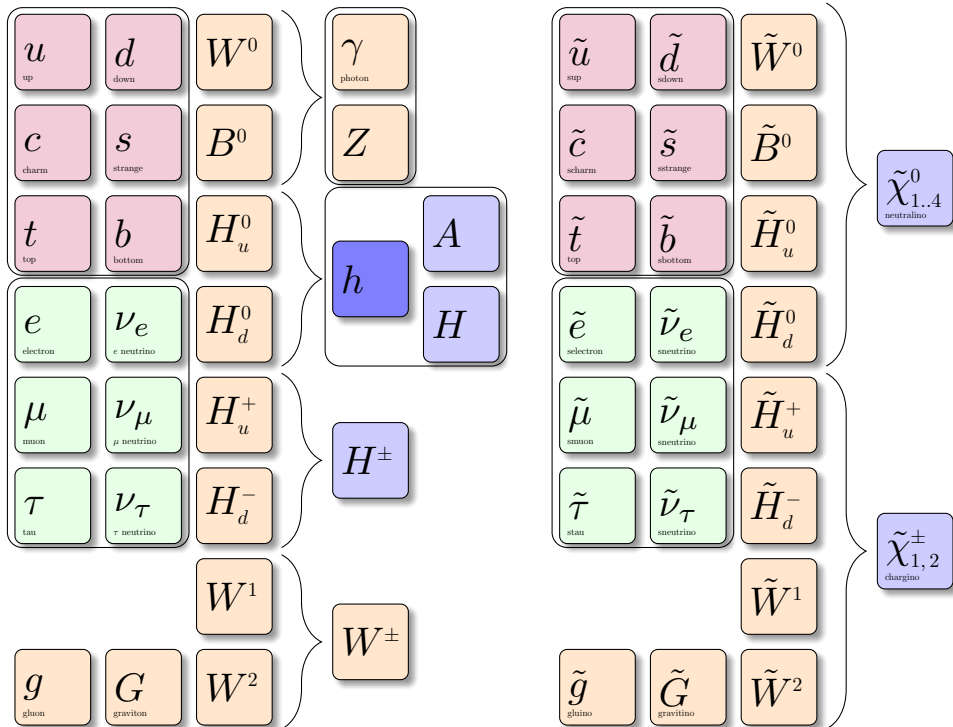 u d W⁰ γ ũ d̃ W̃⁰
up down photon sup sdown
c s B⁰ Z c̃ s̃ B̃⁰ χ̃⁰₁..₄
charm strange scharm sstrange neutralino
t b H⁰ᵤ A t̃ b̃ H̃⁰ᵤ
top bottom top sbottom
h
e νₑ H⁰_d H ẽ ν̃ₑ H̃⁰_d
electron e neutrino selectron sneutrino
μ ν_μ H⁺ᵤ μ̃ ν̃_μ H̃⁺ᵤ
muon μ neutrino smuon sneutrino
H±
τ ν_τ H⁻_d τ̃ ν̃_τ H̃⁻_d
tau τ neutrino stau sneutrino
χ̃±₁,₂
chargino
W¹ W̃¹
W±
g G W² g̃ G̃ W̃²
gluon graviton gluino gravitino